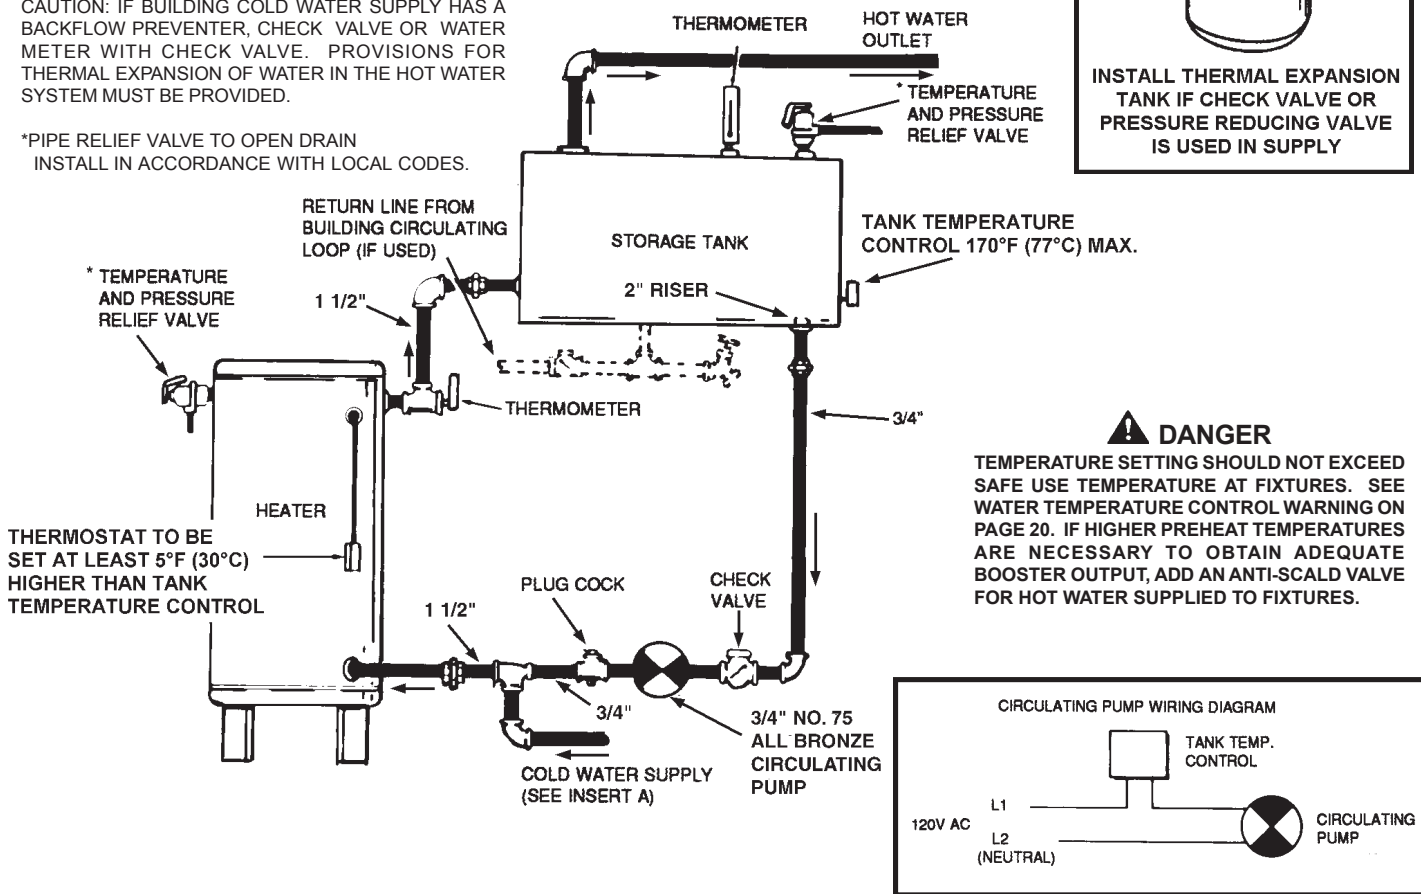 CAUTION: IF BUILDING COLD WATER SUPPLY HAS A
BACKFLOW PREVENTER, CHECK VALVE OR WATER
METER WITH CHECK VALVE. PROVISIONS FOR
THERMAL EXPANSION OF WATER IN THE HOT WATER
SYSTEM MUST BE PROVIDED.
*PIPE RELIEF VALVE TO OPEN DRAIN
INSTALL IN ACCORDANCE WITH LOCAL CODES.
THERMOMETER
HOT WATER
OUTLET
* TEMPERATURE
AND PRESSURE
RELIEF VALVE
INSTALL THERMAL EXPANSION
TANK IF CHECK VALVE OR
PRESSURE REDUCING VALVE
IS USED IN SUPPLY
RETURN LINE FROM
BUILDING CIRCULATING
LOOP (IF USED)
STORAGE TANK
2" RISER
TANK TEMPERATURE
CONTROL 170°F (77°C) MAX.
* TEMPERATURE
AND PRESSURE
RELIEF VALVE
1 1/2"
THERMOMETER
3/4"
HEATER
THERMOSTAT TO BE
SET AT LEAST 5°F (30°C)
HIGHER THAN TANK
TEMPERATURE CONTROL
DANGER
TEMPERATURE SETTING SHOULD NOT EXCEED
SAFE USE TEMPERATURE AT FIXTURES. SEE
WATER TEMPERATURE CONTROL WARNING ON
PAGE 20. IF HIGHER PREHEAT TEMPERATURES
ARE NECESSARY TO OBTAIN ADEQUATE
BOOSTER OUTPUT, ADD AN ANTI-SCALD VALVE
FOR HOT WATER SUPPLIED TO FIXTURES.
1 1/2"
PLUG COCK
CHECK
VALVE
3/4"
3/4" NO. 75
ALL BRONZE
CIRCULATING
PUMP
COLD WATER SUPPLY
(SEE INSERT A)
CIRCULATING PUMP WIRING DIAGRAM
TANK TEMP.
CONTROL
120V AC
L1
L2
(NEUTRAL)
CIRCULATING
PUMP